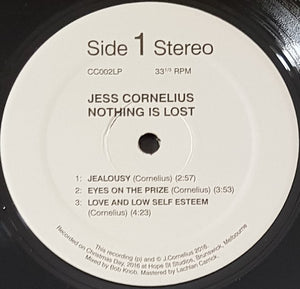 Side 1 Stereo
CC002LP 33 1/3 RPM
JESS CORNELIUS
NOTHING IS LOST
1: JEALOUSY (Cornelius) (2:57)
2: EYES ON THE PRIZE (Cornelius) (3:53)
3: LOVE AND LOW SELF ESTEEM
(Cornelius) (4:23)
This recording (p) and © J.Cornelius 2016.
Recorded on Christmas Day, 2016 at Hope St Studios, Brunswick, Melbourne
Mixed by Bob Knob. Mastered by Lachlan Carrick.